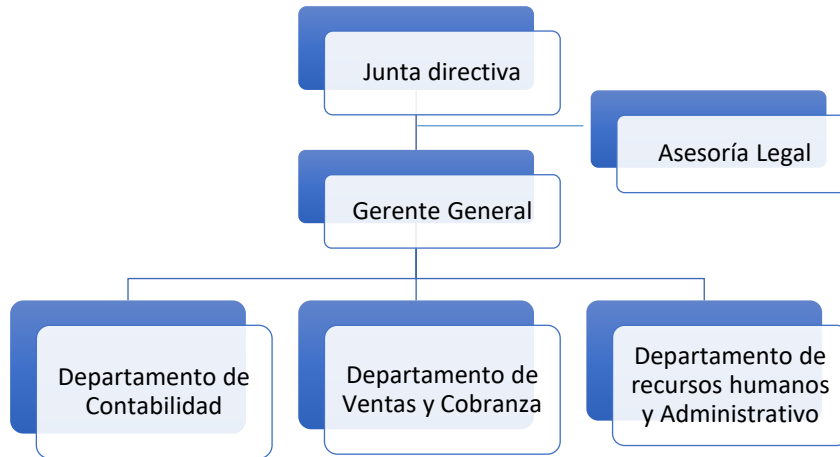 Junta directiva
Asesoría Legal
Gerente General
Departamento de
Contabilidad
Departamento de
Ventas y Cobranza
Departamento de
recursos humanos
y Administrativo